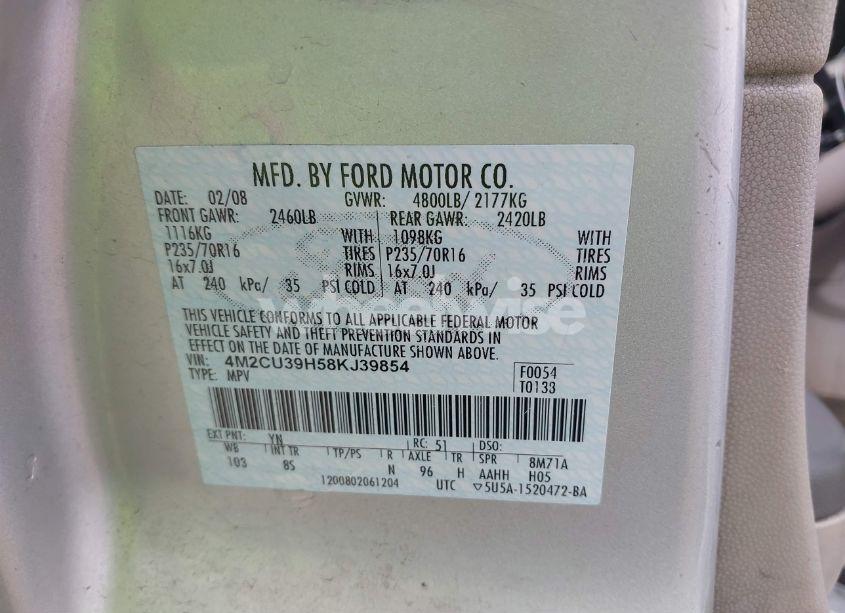 MFD. BY FORD MOTOR CO.
DATE: 02/08 GVWR: 4800LB/ 2177KG
FRONT GAWR: 2460LB REAR GAWR: 2420LB
1116KG WITH 1098KG WITH
P235/70R16 TIRES P235/70R16 TIRES
16x7.0J RIMS 16x7.0J RIMS
AT 240 kPa/ 35 PSI COLD AT 240 kPa/ 35 PSI COLD
wheelwise
THIS VEHICLE CONFORMS TO ALL APPLICABLE FEDERAL MOTOR
VEHICLE SAFETY AND THEFT PREVENTION STANDARDS IN
EFFECT ON THE DATE OF MANUFACTURE SHOWN ABOVE.
VIN: 4M2CU39H58KJ39854 F0054
TYPE: MPV T0133
EXT PNT: YN RC: 51 DSO:
WB INT TR TP/PS R AXLE TR SPR 8M71A
103 8S N 96 H AAHH H05
1200802061204 UTC ▽5U5A-1520472-BA